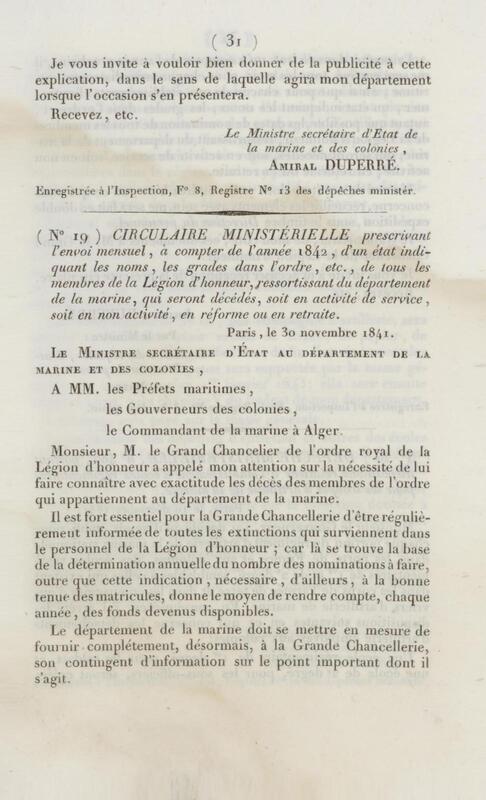 ( 31 )
Je vous invite à vouloir bien donner de la publicité à cette
explication, dans le sens de laquelle agira mon département
lorsque l'occasion s'en présentera.
Recevez, etc.
Le Ministre secrétaire d'Etat de
la marine et des colonies,
AMIRAL DUPERRÉ.
Enregistrée à l'Inspection, F° 8, Registre N° 13 des dépêches ministér.
( N° 19 ) CIRCULAIRE MINISTÉRIELLE prescrivant
l'envoi mensuel, à compter de l'année 1842, d'un état indi-
quant les noms, les grades dans l'ordre, etc., de tous les
membres de la Légion d'honneur, ressortissant du département
de la marine, qui seront décédés, soit en activité de service,
soit en non activité, en réforme ou en retraite.
Paris, le 30 novembre 1841.
LE MINISTRE SECRÉTAIRE D'ÉTAT AU DÉPARTEMENT DE LA
MARINE ET DES COLONIES,
A MM. les Préfets maritimes,
les Gouverneurs des colonies,
le Commandant de la marine à Alger.
Monsieur, M. le Grand Chancelier de l'ordre royal de la
Légion d'honneur a appelé mon attention sur la nécessité de lui
faire connaître avec exactitude les décès des membres de l'ordre
qui appartiennent au département de la marine.
Il est fort essentiel pour la Grande Chancellerie d'être réguliè-
rement informée de toutes les extinctions qui surviennent dans
le personnel de la Légion d'honneur ; car là se trouve la base
de la détermination annuelle du nombre des nominations à faire,
outre que cette indication, nécessaire, d'ailleurs, à la bonne
tenue des matricules, donne le moyen de rendre compte, chaque
année, des fonds devenus disponibles.
Le département de la marine doit se mettre en mesure de
fournir complétement, désormais, à la Grande Chancellerie,
son contingent d'information sur le point important dont il
s'agit.